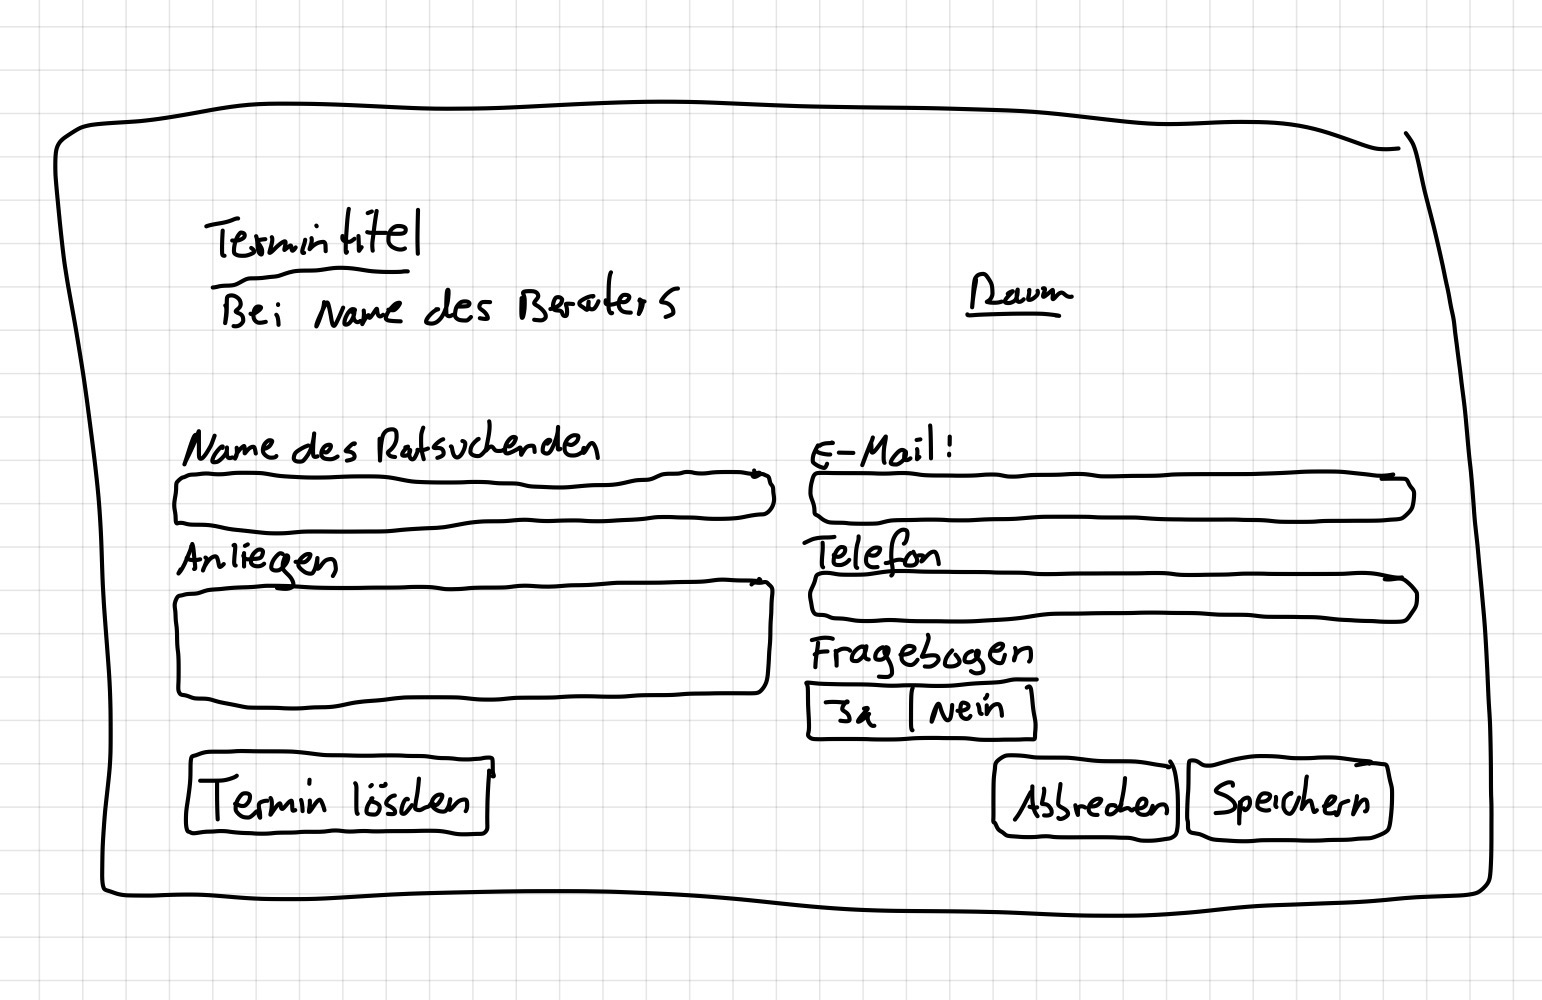 Termintitel
Bei Name des Beraters
Raum
Name des Ratsuchenden
E-Mail:
Anliegen
Telefon
Fragebogen
Ja Nein
Termin löschen
Abbrechen Speichern